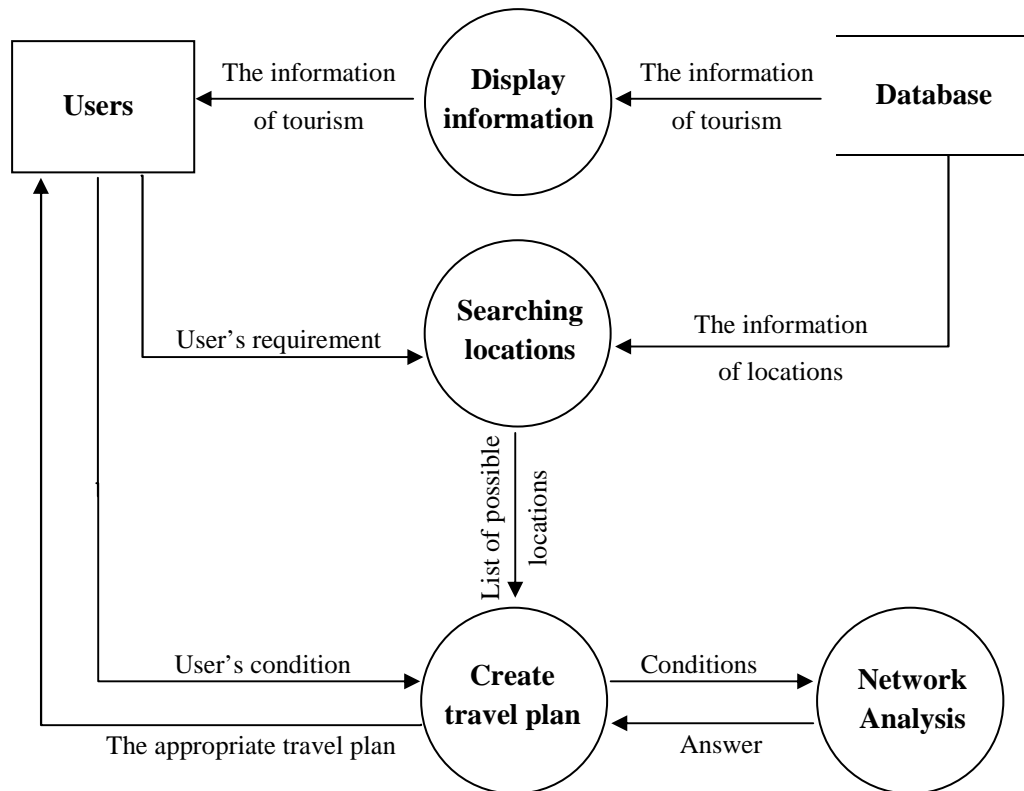 Users
The information
of tourism
Display
information
The information
of tourism
Database
User’s requirement
Searching
locations
The information
of locations
List of possible
locations
User’s condition
The appropriate travel plan
Create
travel plan
Conditions
Answer
Network
Analysis